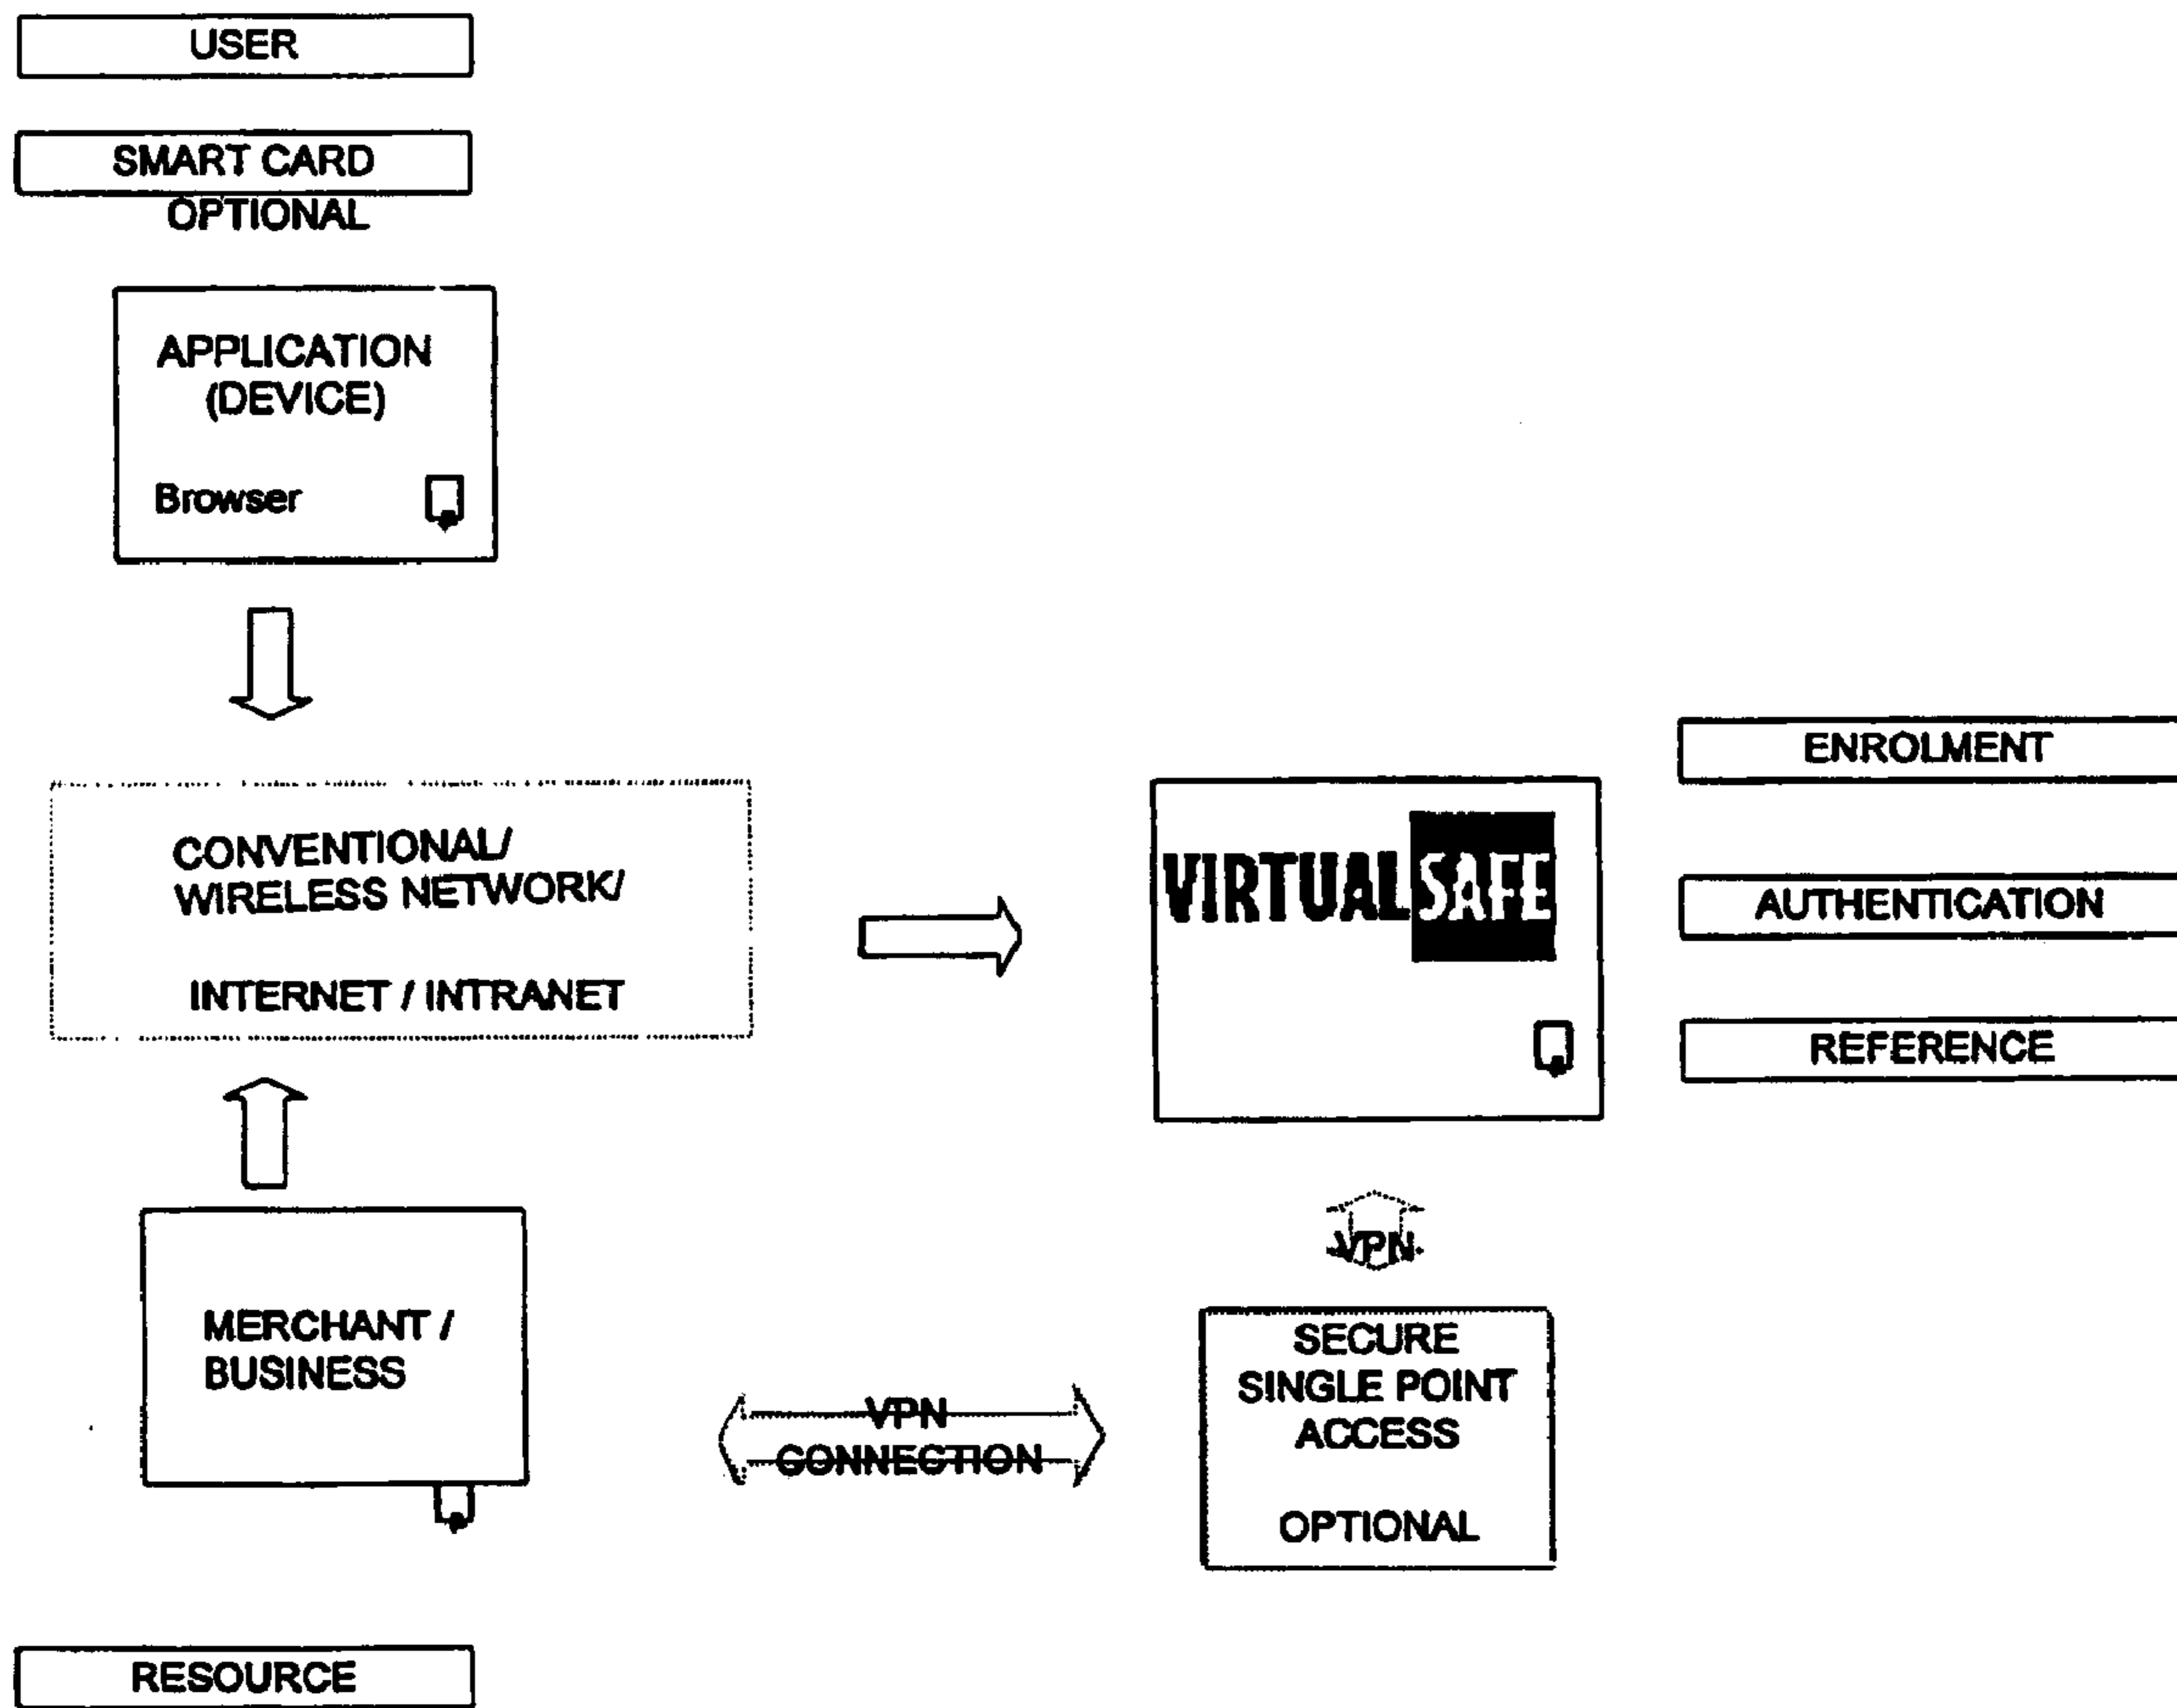 USER
SMART CARD
OPTIONAL
APPLICATION
(DEVICE)
Browser
CONVENTIONAL/
WIRELESS NETWORK/
INTERNET / INTRANET
VIRTUALSAFE
ENROLMENT
AUTHENTICATION
REFERENCE
MERCHANT /
BUSINESS
VPN
CONNECTION
VPN
SECURE
SINGLE POINT
ACCESS
OPTIONAL
RESOURCE